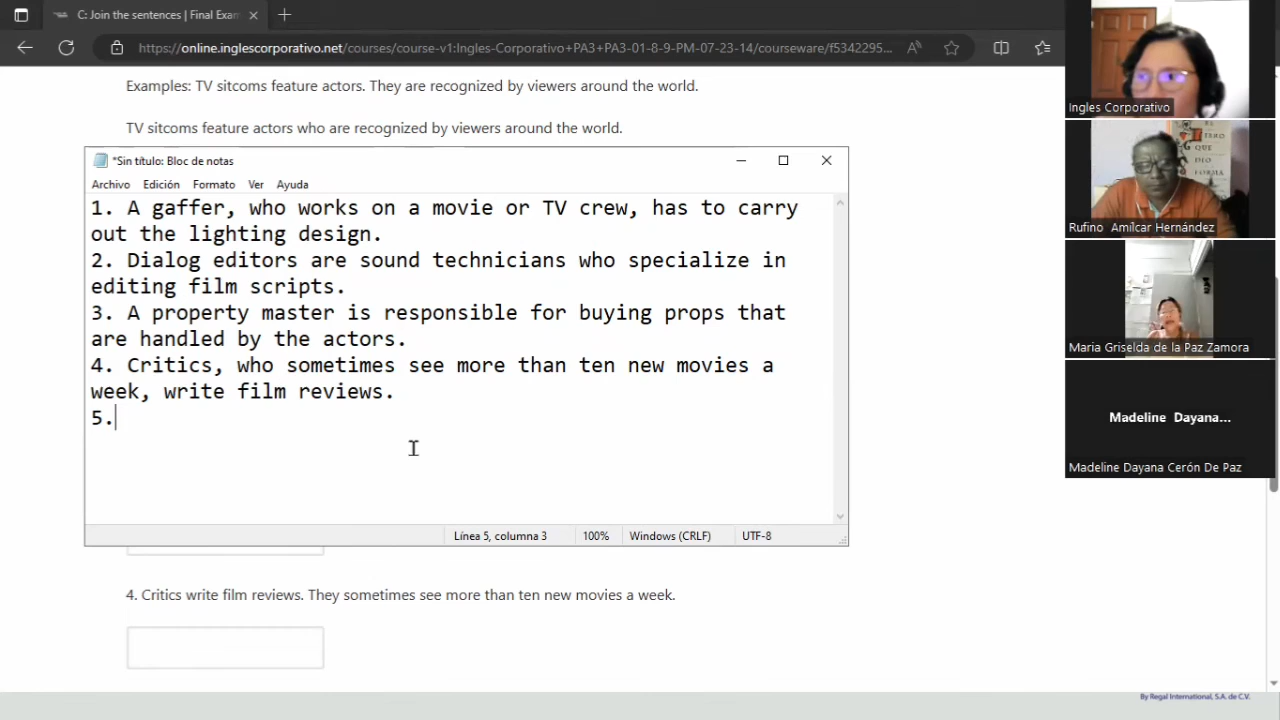 C: Join the sentences | Final Exa
https://online.inglescorporativo.net/courses/course-v1:Ingles-Corporativo+PA3+PA3-01-8-9-PM-07-23-14/courseware/f5342295...
Examples: TV sitcoms feature actors. They are recognized by viewers around the world.
TV sitcoms feature actors who are recognized by viewers around the world.
*Sin título: Bloc de notas
Archivo Edición Formato Ver Ayuda
1. A gaffer, who works on a movie or TV crew, has to carry
out the lighting design.
2. Dialog editors are sound technicians who specialize in
editing film scripts.
3. A property master is responsible for buying props that
are handled by the actors.
4. Critics, who sometimes see more than ten new movies a
week, write film reviews.
5.
Línea 5, columna 3 100% Windows (CRLF) UTF-8
4. Critics write film reviews. They sometimes see more than ten new movies a week.
By Regal International, S.A. de C.V.
Ingles Corporativo
Rufino Amílcar Hernández
Maria Griselda de la Paz Zamora
Madeline Dayana...
Madeline Dayana Cerón De Paz